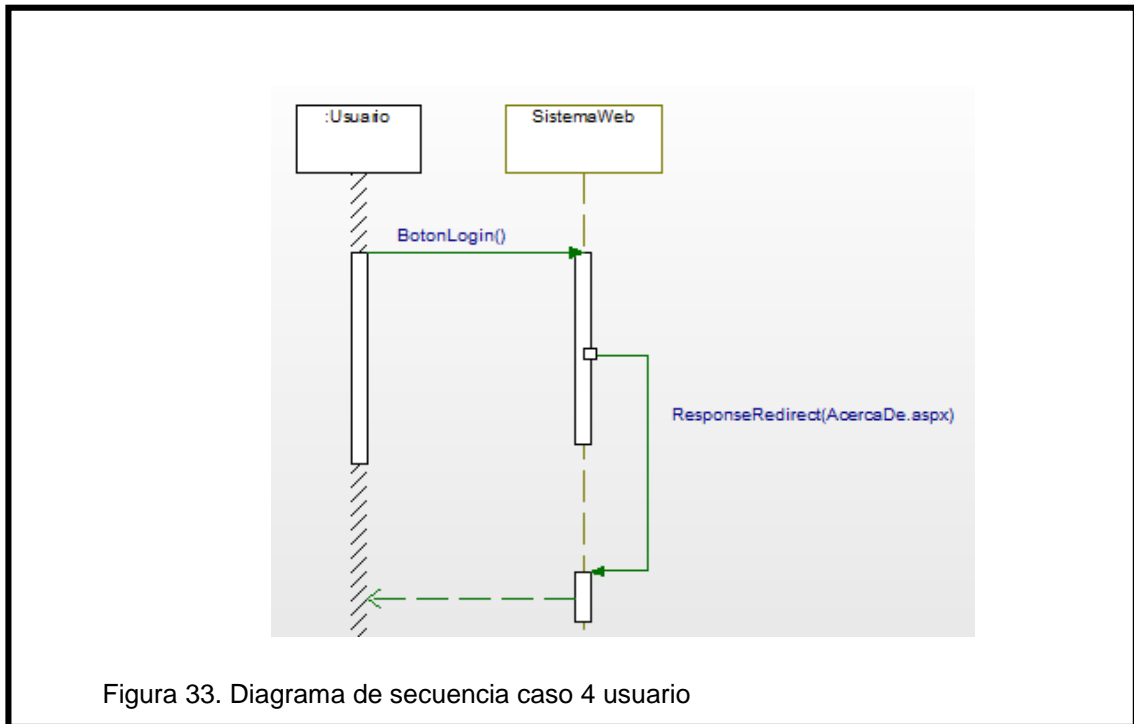 :Usuario
SistemaWeb
BotonLogin()
ResponseRedirect(AcercaDe.aspx)
Figura 33. Diagrama de secuencia caso 4 usuario